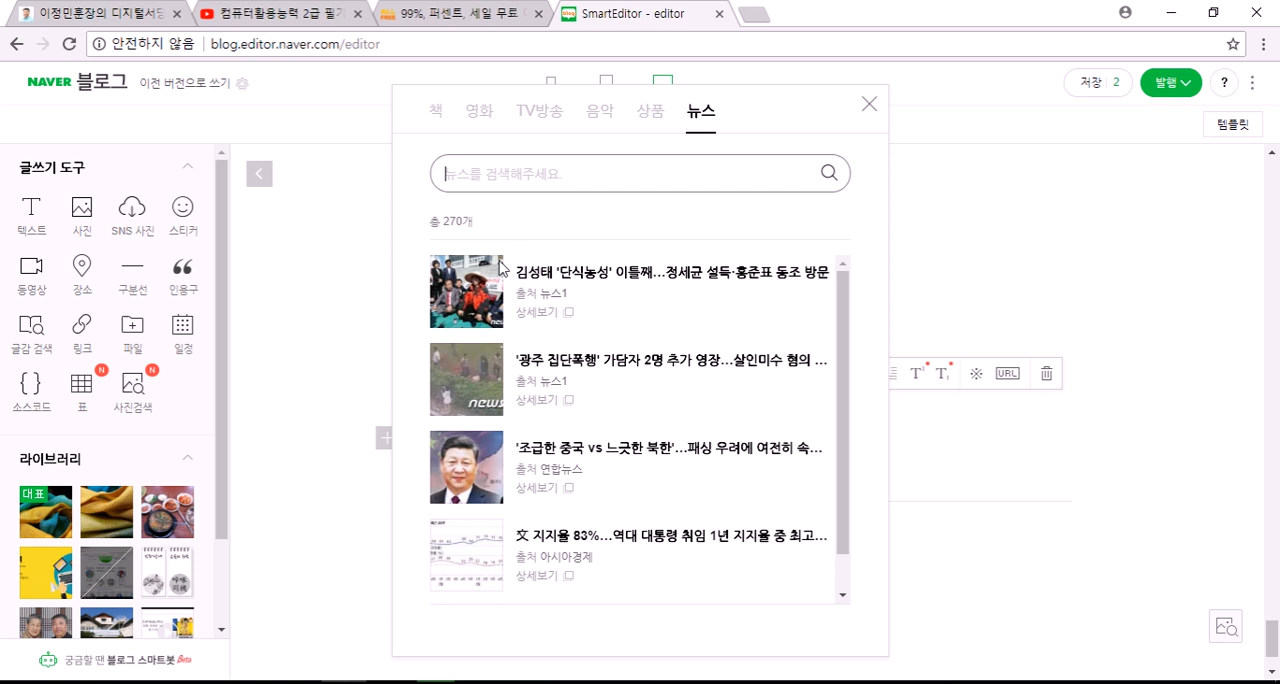 이정민훈장의 디지털서당
컴퓨터활용능력 2급 필기
99%, 퍼센트, 세일 무료
SmartEditor - editor
안전하지 않음
blog.editor.naver.com/editor
NAVER 블로그
이전 버전으로 쓰기
저장 2
발행
?
템플릿
글쓰기 도구
텍스트
사진
SNS 사진
스티커
동영상
장소
구분선
인용구
글감 검색
링크
파일
일정
소스코드
N
표
N
사진검색
라이브러리
대표
궁금할 땐 블로그 스마트봇 Beta
책
영화
TV방송
음악
상품
뉴스
뉴스를 검색해주세요.
총 270개
김성태 '단식농성' 이틀째…정세균 설득·홍준표 동조 방문
출처 뉴스1
상세보기
'광주 집단폭행' 가담자 2명 추가 영장…살인미수 혐의 ...
출처 뉴스1
상세보기
news
'조급한 중국 vs 느긋한 북한'…패싱 우려에 여전히 속...
출처 연합뉴스
상세보기
文 지지율 83%…역대 대통령 취임 1년 지지율 중 최고...
출처 아시아경제
상세보기
URL